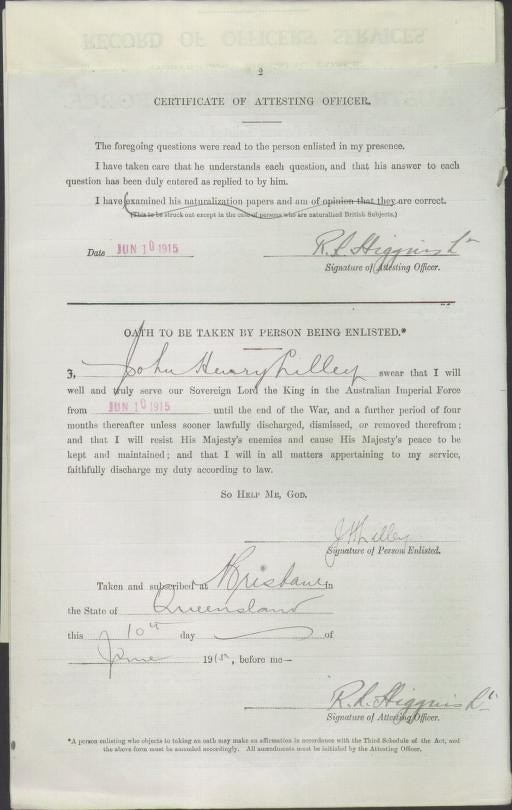 RECORD OF OFFICERS' SERVICES
2
CERTIFICATE OF ATTESTING OFFICER.
The foregoing questions were read to the person enlisted in my presence.
I have taken care that he understands each question, and that his answer to each
question has been duly entered as replied to by him.
I have examined his naturalization papers and am of opinion that they are correct.
(This to be struck out except in the case of persons who are naturalized British Subjects.)
Date JUN 10 1915 R. L. Higgins Lt
Signature of Attesting Officer.
OATH TO BE TAKEN BY PERSON BEING ENLISTED.*
I, John Henry Lilley swear that I will
well and truly serve our Sovereign Lord the King in the Australian Imperial Force
from JUN 10 1915 until the end of the War, and a further period of four
months thereafter unless sooner lawfully discharged, dismissed, or removed therefrom;
and that I will resist His Majesty's enemies and cause His Majesty's peace to be
kept and maintained; and that I will in all matters appertaining to my service,
faithfully discharge my duty according to law.
SO HELP ME, GOD.
J H Lilley
Signature of Person Enlisted.
Taken and subscribed at Brisbane in
the State of Queensland
this 10th day of
June 1915, before me—
R. L. Higgins Lt
Signature of Attesting Officer.
*A person enlisting who objects to taking an oath may make an affirmation in accordance with the Third Schedule of the Act, and
the above form must be amended accordingly. All amendments must be initialed by the Attesting Officer.